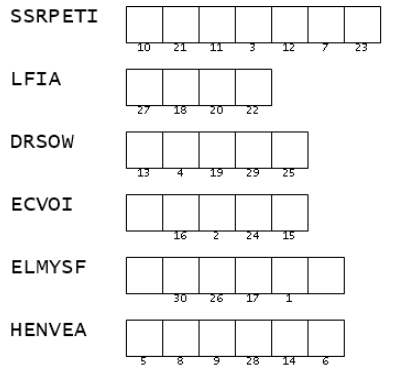 SSRPETI
10 21 11 3 12 7 23
LFIA
27 18 20 22
DRSOW
13 4 19 29 25
ECVOI
16 2 24 15
ELMYSF
30 26 17 1
HENVEA
5 8 9 28 14 6